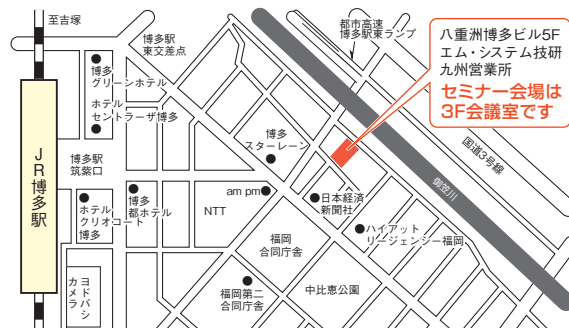 至吉塚
博多駅
東交差点
都市高速
博多駅東ランプ
八重洲博多ビル5F
エム・システム技研
九州営業所
セミナー会場は
3F会議室です
博多
グリーンホテル
ホテル
セントラーザ博多
博多
スターレーン
国道3号線
御笠川
JR博多駅
博多駅
筑紫口
am pm
日本経済
新聞社
ホテル
クリオコート
博多
博多
都ホテル
NTT
ハイアット
リージェンシー福岡
福岡
合同庁舎
ヨドバシ
カメラ
福岡第二
合同庁舎
中比恵公園